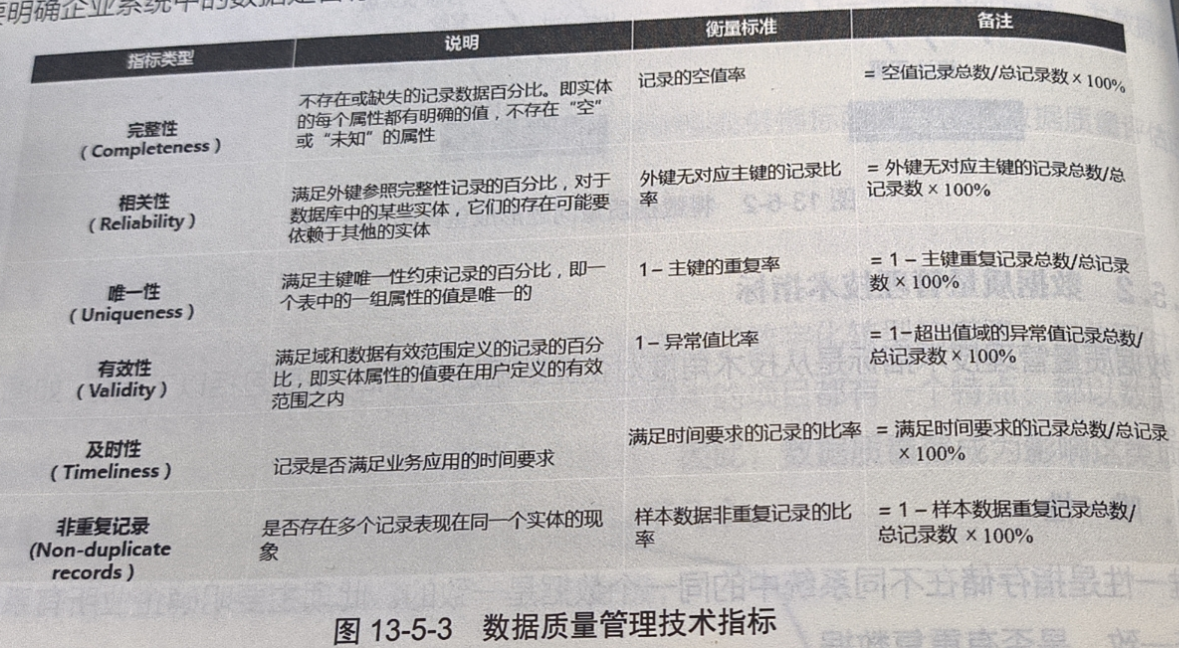 要明确企业系统中的数据是否
指标类型 说明 衡量标准 备注
完整性
（Completeness）
不存在或缺失的记录数据百分比。即实体
的每个属性都有明确的值，不存在“空”
或“未知”的属性
记录的空值率
= 空值记录总数/总记录数 × 100%
相关性
（Reliability）
满足外键参照完整性记录的百分比，对于
数据库中的某些实体，它们的存在可能要
依赖于其他的实体
外键无对应主键的记录比
率
= 外键无对应主键的记录总数/总
记录数 × 100%
唯一性
（Uniqueness）
满足主键唯一性约束记录的百分比，即一
个表中的一组属性的值是唯一的
1 – 主键的重复率
= 1 – 主键重复记录总数/总记录
数 × 100%
有效性
（Validity）
满足域和数据有效范围定义的记录的百分
比，即实体属性的值要在用户定义的有效
范围之内
1 – 异常值比率
= 1–超出值域的异常值记录总数/
总记录数 × 100%
及时性
（Timeliness）
记录是否满足业务应用的时间要求
满足时间要求的记录的比率
= 满足时间要求的记录总数/总记录
× 100%
非重复记录
(Non-duplicate
records）
是否存在多个记录表现在同一个实体的现
象
样本数据非重复记录的比
率
= 1 – 样本数据重复记录总数/
总记录数 × 100%
图 13-5-3 数据质量管理技术指标